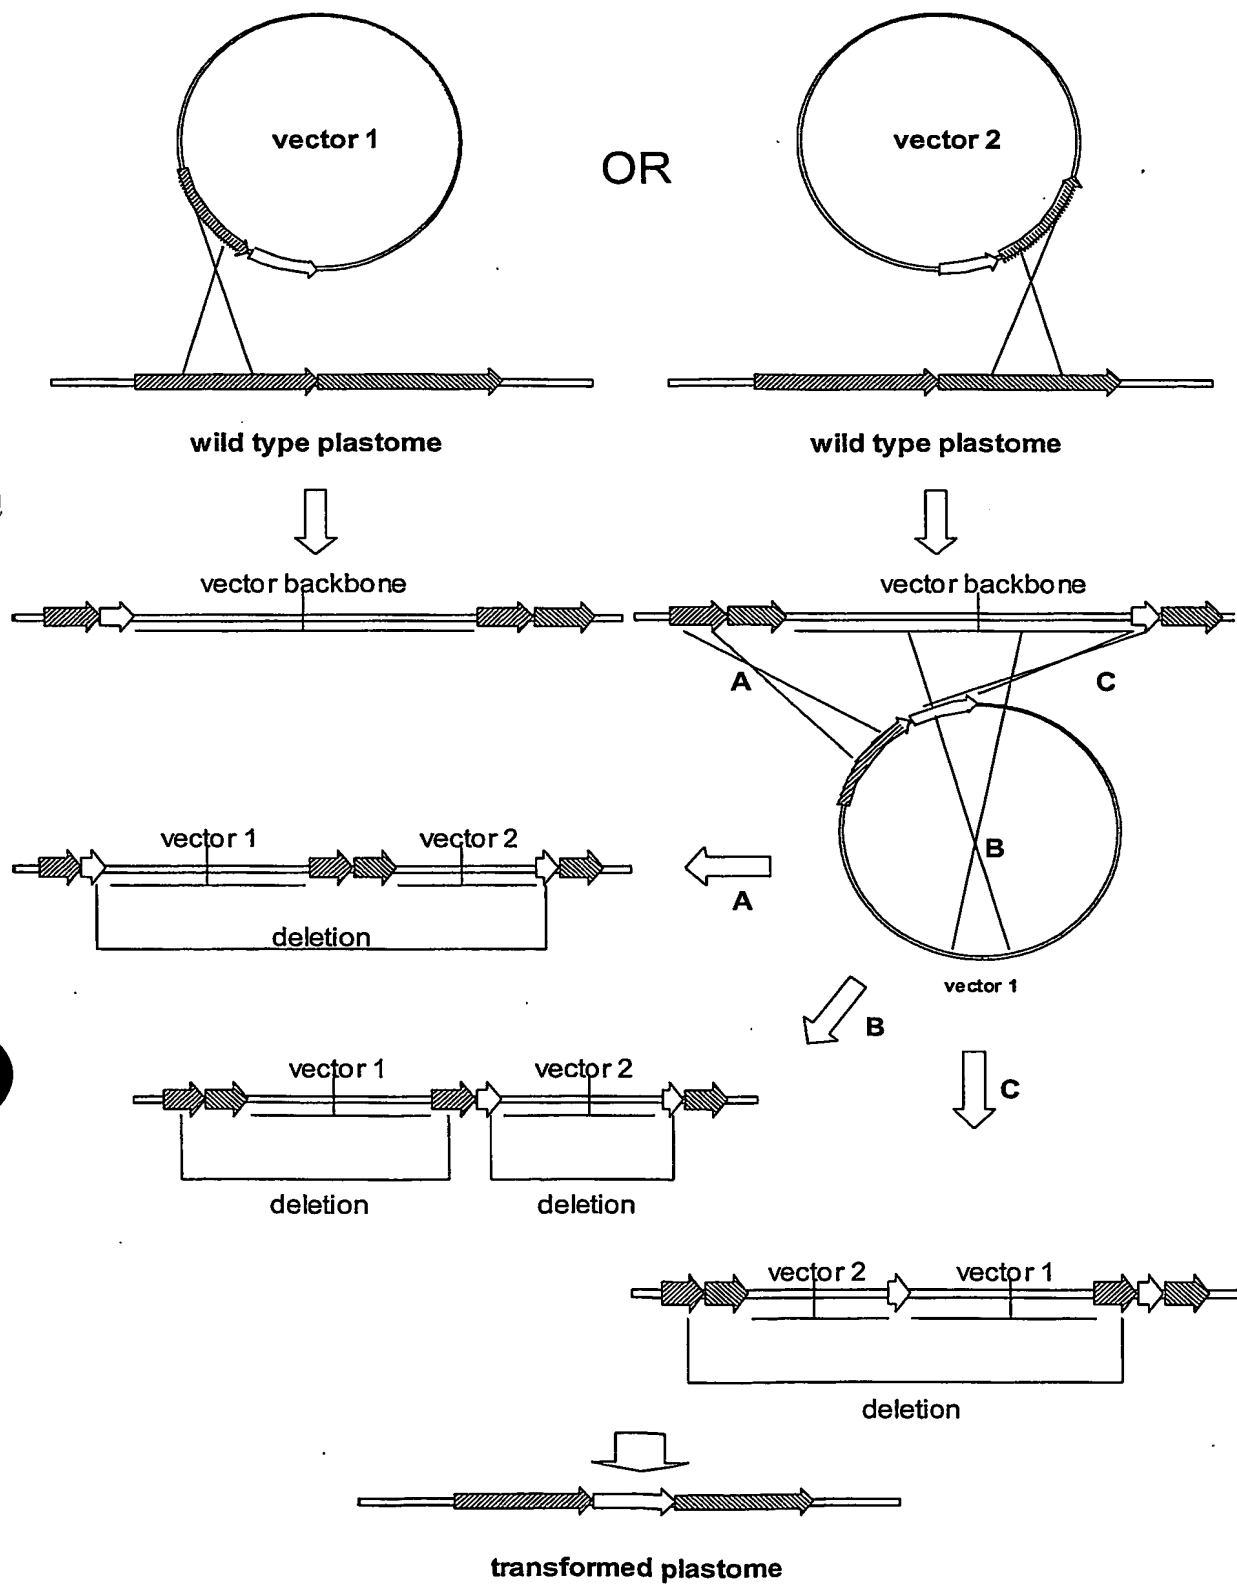 vector 1
OR
vector 2
wild type plastome
wild type plastome
vector backbone
vector backbone
A
C
B
vector 1
vector 1
vector 2
deletion
A
B
C
vector 1
vector 2
deletion
deletion
vector 2
vector 1
deletion
transformed plastome